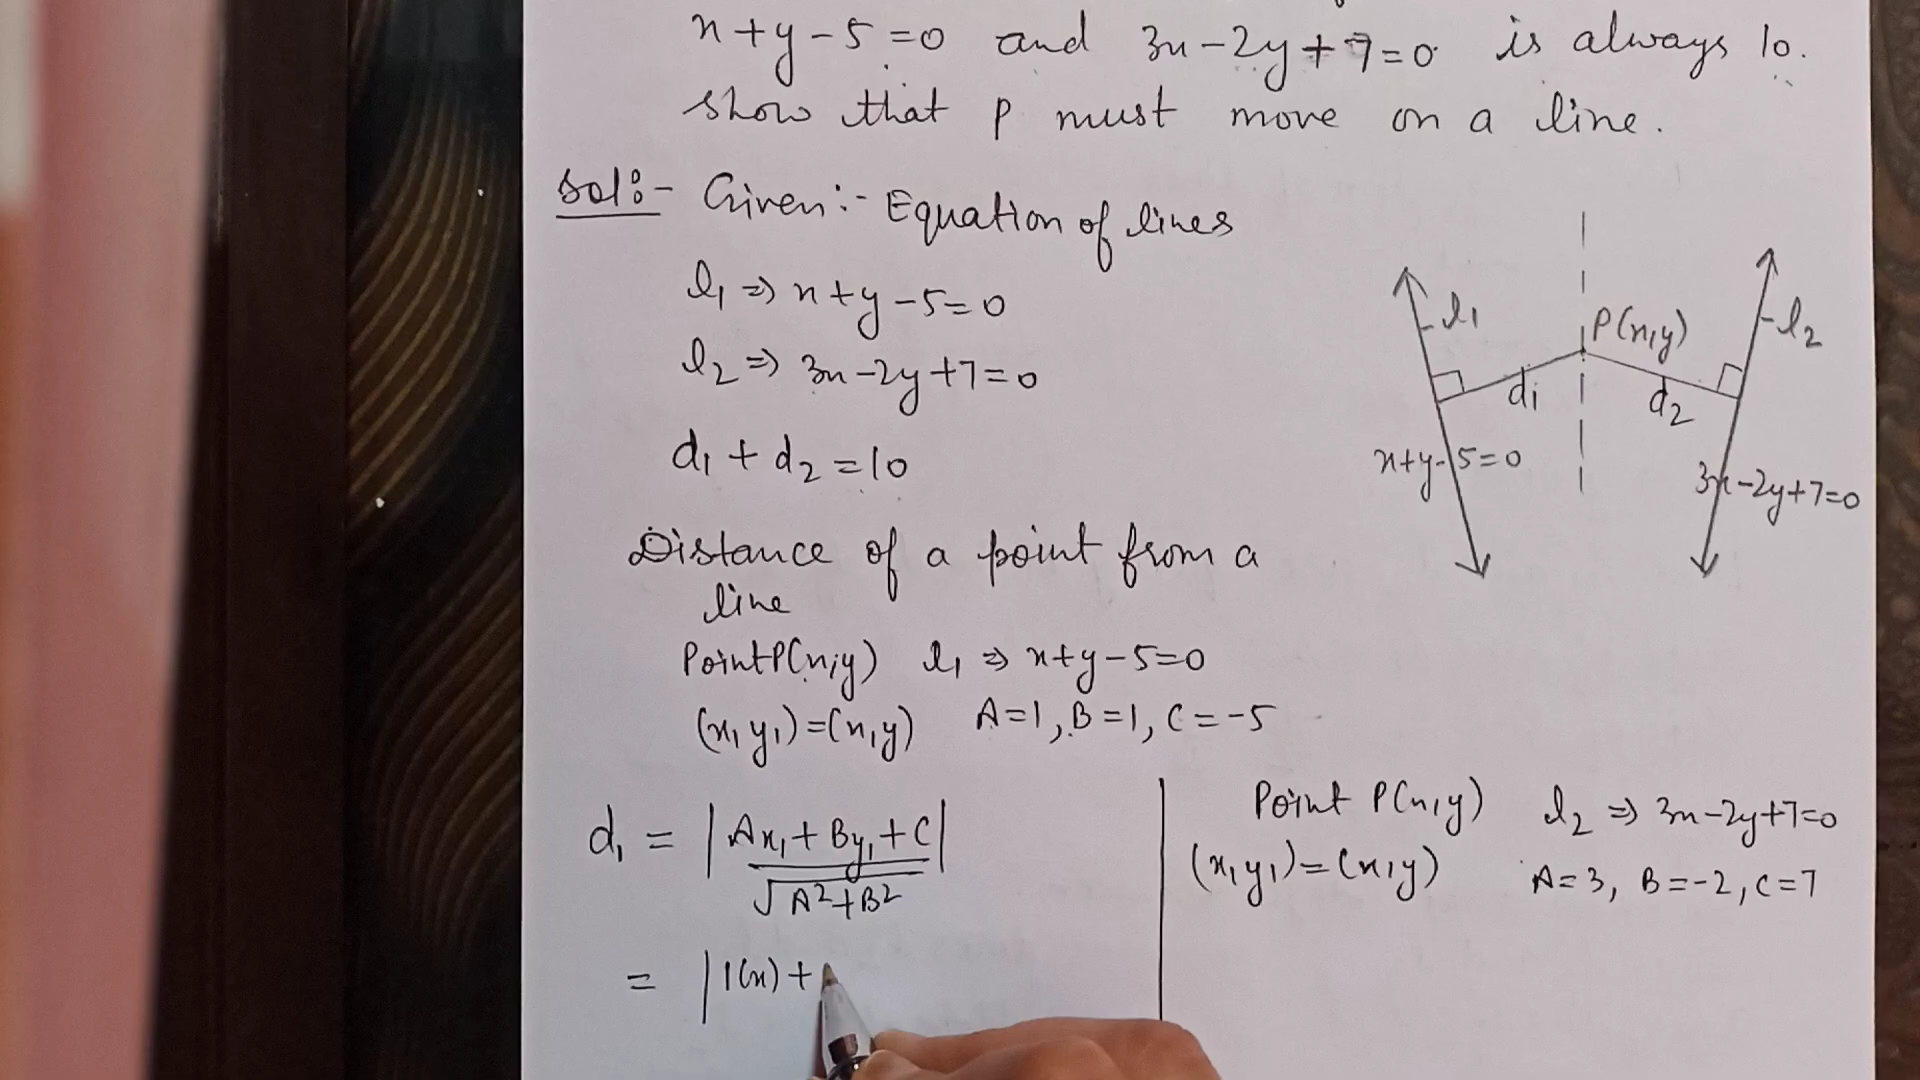 x+y-5=0 and 3x-2y+7=0 is always 10.
show that P must move on a line.
Sol:- Given:- Equation of lines
l₁ ⇒ x+y-5=0
l₂ ⇒ 3x-2y+7=0
d₁ + d₂ = 10
l₁
P(x,y)
l₂
d₁
d₂
x+y-5=0
3x-2y+7=0
Distance of a point from a
line
Point P(x,y) l₁ ⇒ x+y-5=0
(x₁ y₁)=(x,y) A=1, B=1, C=-5
d₁ = |Ax₁+By₁+C|
√A²+B²
= |1(x)+
Point P(x,y) l₂ ⇒ 3x-2y+7=0
(x₁ y₁)=(x,y) A=3, B=-2, C=7